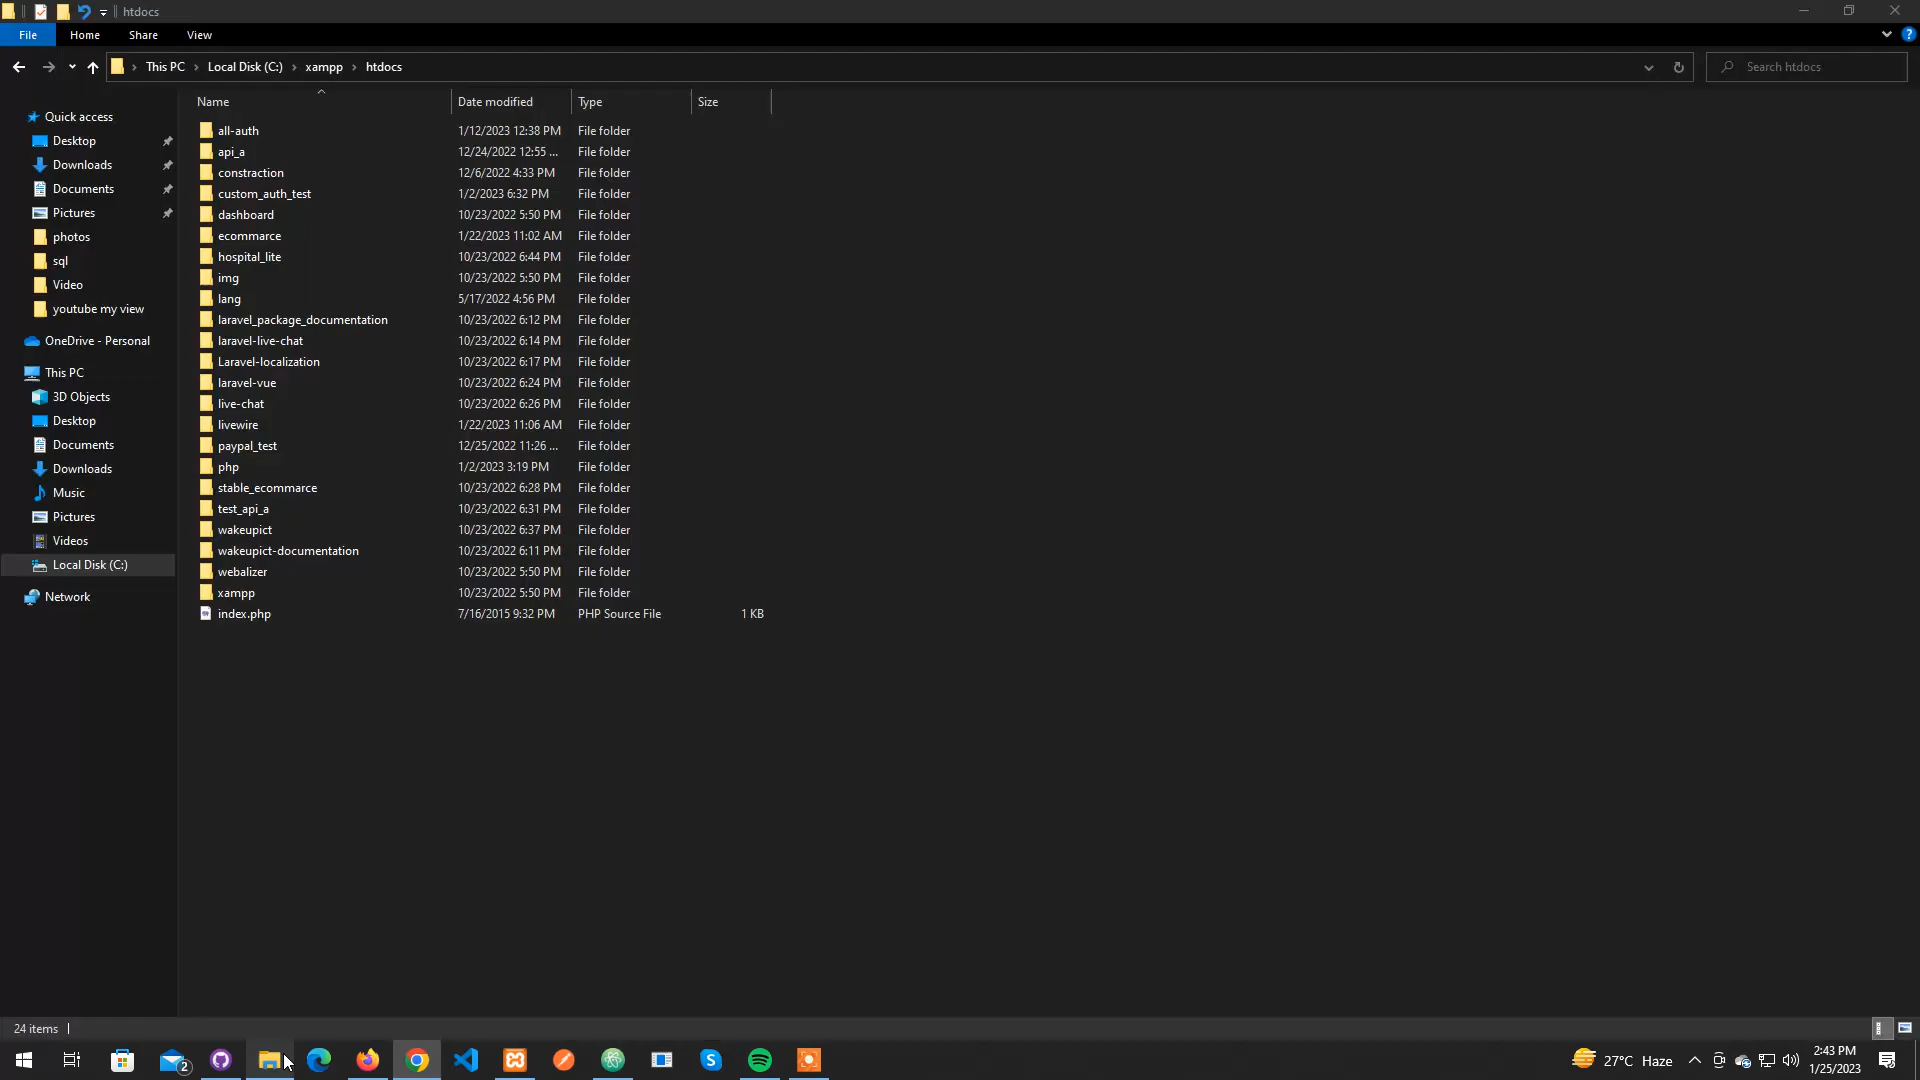 htdocs
File Home Share View
This PC Local Disk (C:) xampp htdocs Search htdocs
Name Date modified Type Size
Quick access
Desktop
Downloads
Documents
Pictures
photos
sql
Video
youtube my view
OneDrive - Personal
This PC
3D Objects
Desktop
Documents
Downloads
Music
Pictures
Videos
Local Disk (C:)
Network
all-auth 1/12/2023 12:38 PM File folder
api_a 12/24/2022 12:55 ... File folder
constraction 12/6/2022 4:33 PM File folder
custom_auth_test 1/2/2023 6:32 PM File folder
dashboard 10/23/2022 5:50 PM File folder
ecommarce 1/22/2023 11:02 AM File folder
hospital_lite 10/23/2022 6:44 PM File folder
img 10/23/2022 5:50 PM File folder
lang 5/17/2022 4:56 PM File folder
laravel_package_documentation 10/23/2022 6:12 PM File folder
laravel-live-chat 10/23/2022 6:14 PM File folder
Laravel-localization 10/23/2022 6:17 PM File folder
laravel-vue 10/23/2022 6:24 PM File folder
live-chat 10/23/2022 6:26 PM File folder
livewire 1/22/2023 11:06 AM File folder
paypal_test 12/25/2022 11:26 ... File folder
php 1/2/2023 3:19 PM File folder
stable_ecommarce 10/23/2022 6:28 PM File folder
test_api_a 10/23/2022 6:31 PM File folder
wakeupict 10/23/2022 6:37 PM File folder
wakeupict-documentation 10/23/2022 6:11 PM File folder
webalizer 10/23/2022 5:50 PM File folder
xampp 10/23/2022 5:50 PM File folder
index.php 7/16/2015 9:32 PM PHP Source File 1 KB
24 items
2
27°C Haze
2:43 PM
1/25/2023